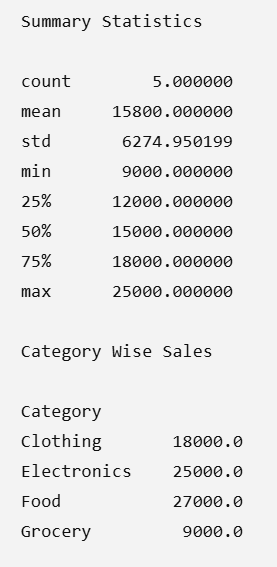 Summary Statistics
count 5.000000
mean 15800.000000
std 6274.950199
min 9000.000000
25% 12000.000000
50% 15000.000000
75% 18000.000000
max 25000.000000
Category Wise Sales
Category
Clothing 18000.0
Electronics 25000.0
Food 27000.0
Grocery 9000.0